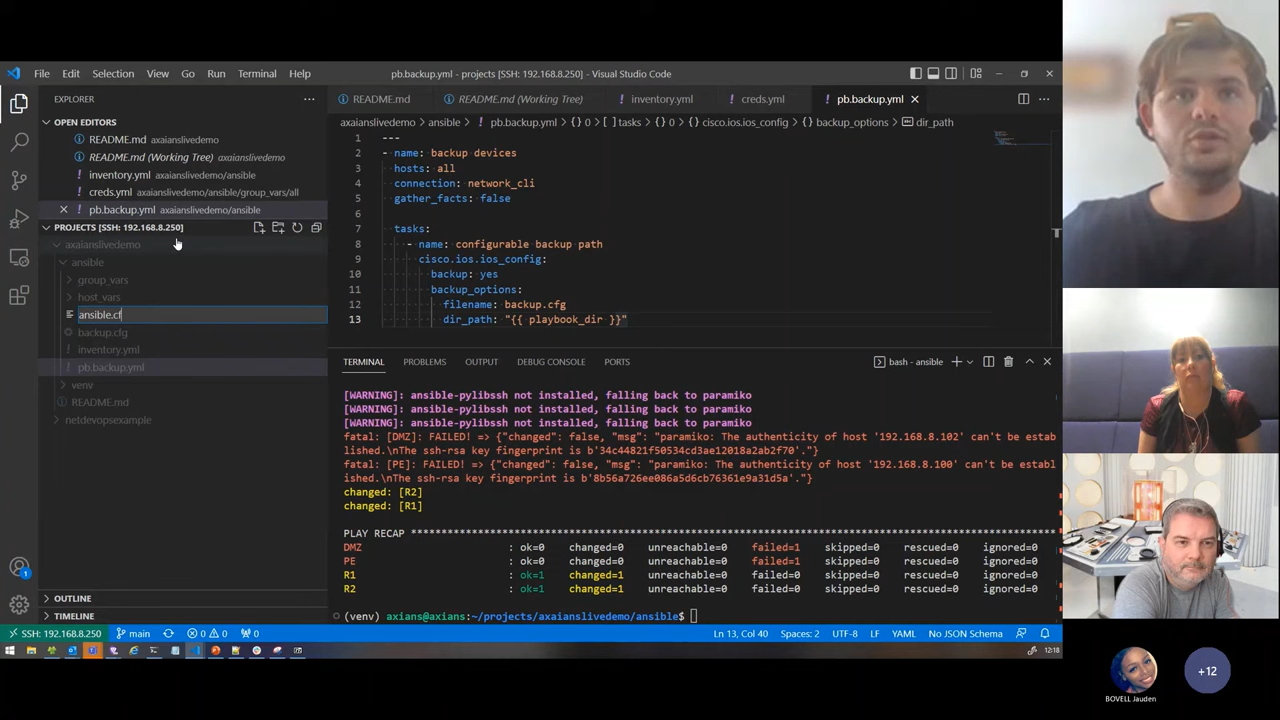 File Edit Selection View Go Run Terminal Help
pb.backup.yml - projects [SSH: 192.168.8.250] - Visual Studio Code
EXPLORER
OPEN EDITORS
README.md axaianslivedemo
README.md (Working Tree) axaianslivedemo
inventory.yml axaianslivedemo/ansible
creds.yml axaianslivedemo/ansible/group_vars/all
pb.backup.yml axaianslivedemo/ansible
PROJECTS [SSH: 192.168.8.250]
axaianslivedemo
ansible
group_vars
host_vars
ansible.cf
backup.cfg
inventory.yml
pb.backup.yml
venv
README.md
netdevopsexample
OUTLINE
TIMELINE
README.md README.md (Working Tree) inventory.yml creds.yml pb.backup.yml
axaianslivedemo > ansible > pb.backup.yml > {} 0 > [ ] tasks > {} 0 > cisco.ios.ios_config > {} backup_options > dir_path
1 ---
2 - name: backup devices
3 hosts: all
4 connection: network_cli
5 gather_facts: false
6
7 tasks:
8 - name: configurable backup path
9 cisco.ios.ios_config:
10 backup: yes
11 backup_options:
12 filename: backup.cfg
13 dir_path: "{{ playbook_dir }}"
TERMINAL PROBLEMS OUTPUT DEBUG CONSOLE PORTS
bash - ansible
[WARNING]: ansible-pylibssh not installed, falling back to paramiko
[WARNING]: ansible-pylibssh not installed, falling back to paramiko
[WARNING]: ansible-pylibssh not installed, falling back to paramiko
fatal: [DMZ]: FAILED! => {"changed": false, "msg": "paramiko: The authenticity of host '192.168.8.102' can't be estab
lished.\nThe ssh-rsa key fingerprint is b'34c44821f50534cd3ae12018a2ab2f70'."}
fatal: [PE]: FAILED! => {"changed": false, "msg": "paramiko: The authenticity of host '192.168.8.100' can't be estab
lished.\nThe ssh-rsa key fingerprint is b'8b56a726ee086a5d6cb76361e9a31d5a'."}
changed: [R2]
changed: [R1]
PLAY RECAP
DMZ : ok=0 changed=0 unreachable=0 failed=1 skipped=0 rescued=0 ignored=0
PE : ok=0 changed=0 unreachable=0 failed=1 skipped=0 rescued=0 ignored=0
R1 : ok=1 changed=1 unreachable=0 failed=0 skipped=0 rescued=0 ignored=0
R2 : ok=1 changed=1 unreachable=0 failed=0 skipped=0 rescued=0 ignored=0
(venv) axians@axians:~/projects/axaianslivedemo/ansible$
1
SSH: 192.168.8.250 main 0 0 0
Ln 13, Col 40 Spaces: 2 UTF-8 LF YAML No JSON Schema
12:18
BOVELL Jauden
+12